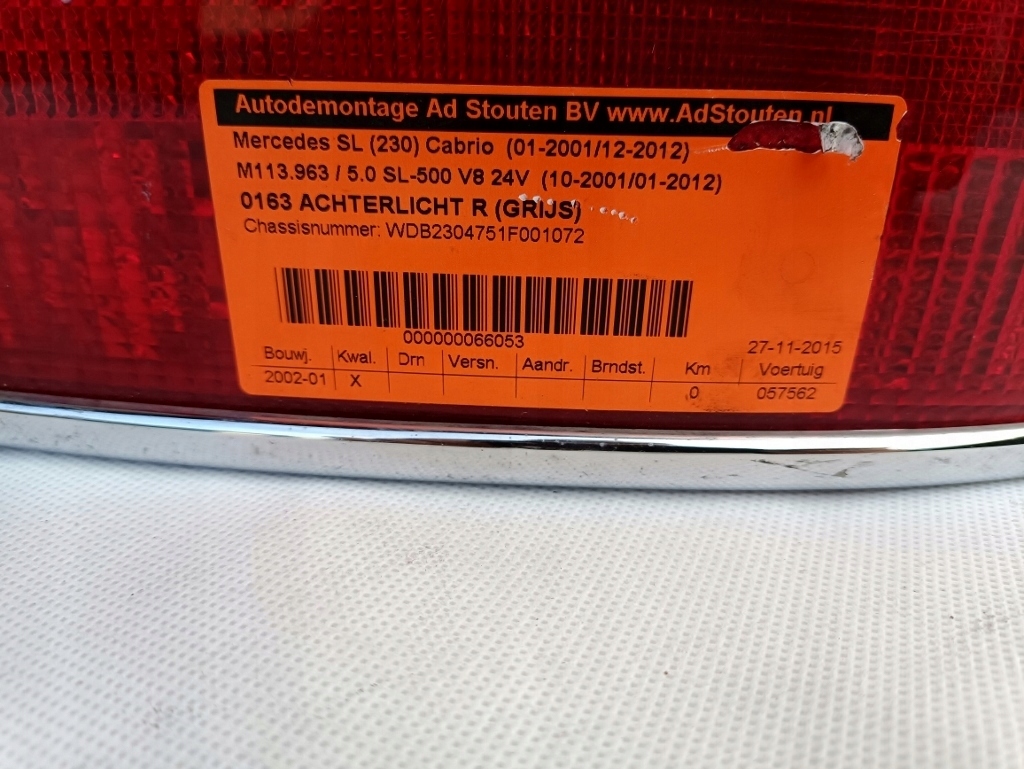 Autodemontage Ad Stouten BV www.AdStouten.nl
Mercedes SL (230) Cabrio (01-2001/12-2012)
M113.963 / 5.0 SL-500 V8 24V (10-2001/01-2012)
0163 ACHTERLICHT R (GRIJS)
Chassisnummer: WDB2304751F001072
000000066053
27-11-2015
Bouwj. Kwal. Drn Versn. Aandr. Brndst. Km Voertuig
2002-01 X 0 057562